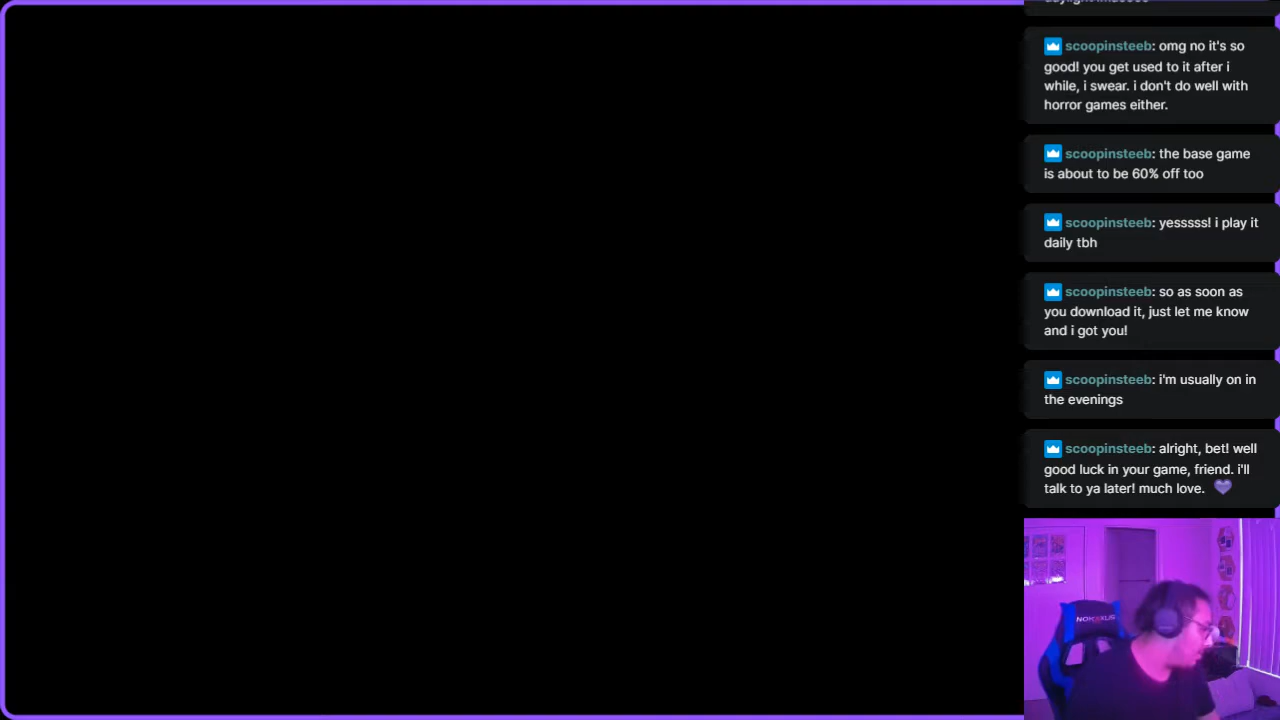 scoopinsteeb: omg no it's so
good! you get used to it after i
while, i swear. i don't do well with
horror games either.
scoopinsteeb: the base game
is about to be 60% off too
scoopinsteeb: yesssss! i play it
daily tbh
scoopinsteeb: so as soon as
you download it, just let me know
and i got you!
scoopinsteeb: i'm usually on in
the evenings
scoopinsteeb: alright, bet! well
good luck in your game, friend. i'll
talk to ya later! much love.